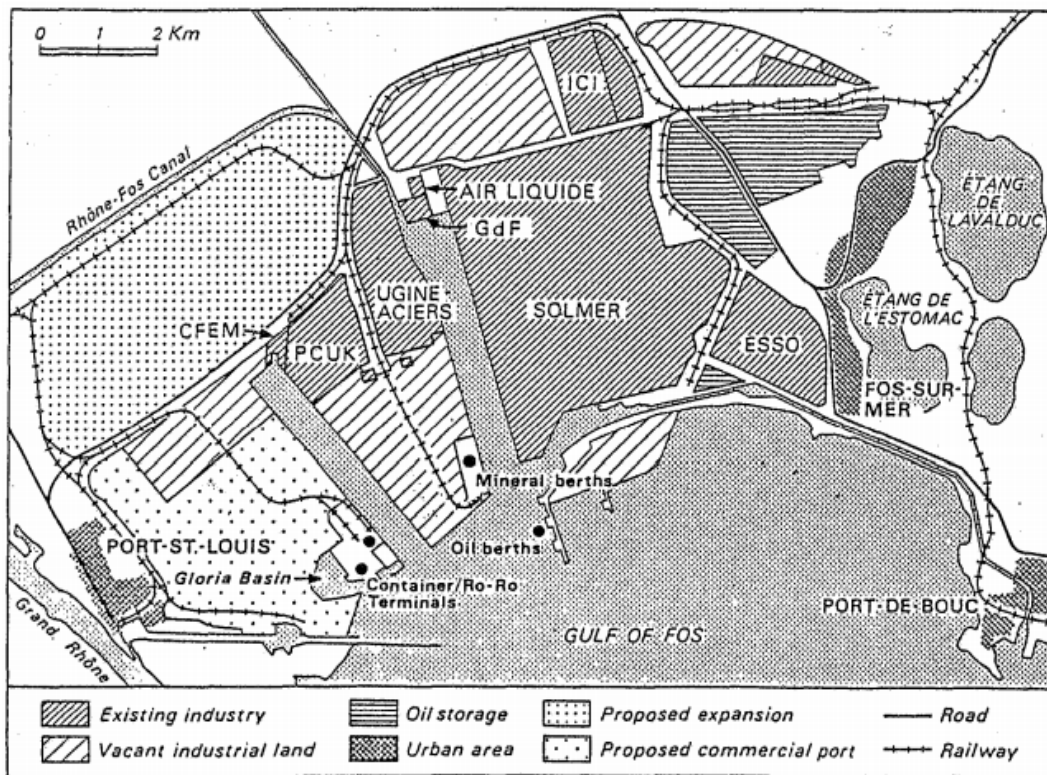 0 1 2 Km
ICI
Rhône-Fos Canal
AIR LIQUIDE
GdF
ÉTANG
DE
LAVALDUC
UGINE
ACIERS
SOLMER
ÉTANG DE
L'ESTOMAC
CFEM
PCUK
ESSO
FOS-SUR-
MER
Mineral berths
PORT-ST. LOUIS
Oil berths
Gloria Basin
Container/Ro-Ro
Terminals
PORT-DE-BOUC
Grand Rhône
GULF OF FOS
Existing industry
Oil storage
Proposed expansion
Road
Vacant industrial land
Urban area
Proposed commercial port
Railway